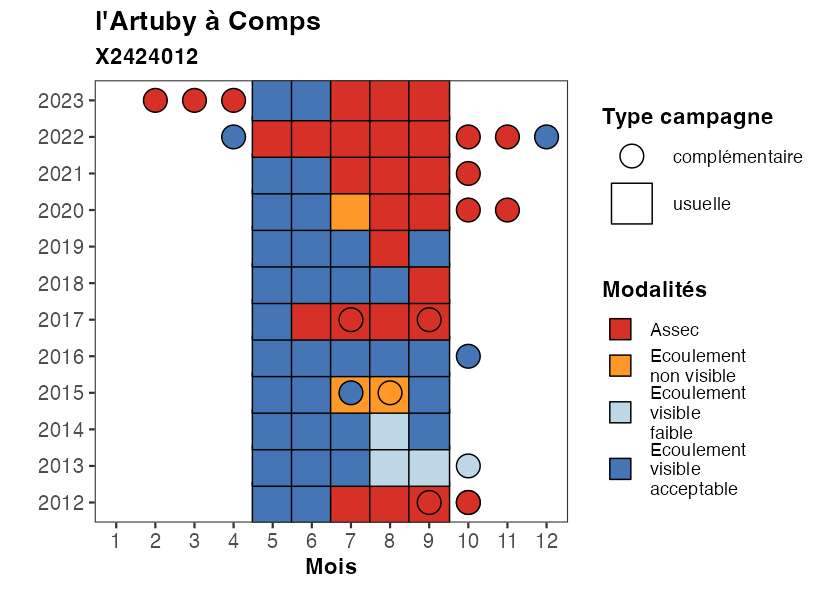 l'Artuby à Comps
X2424012
2023
2022
2021
2020
2019
2018
2017
2016
2015
2014
2013
2012
1 2 3 4 5 6 7 8 9 10 11 12
Mois
Type campagne
complémentaire
usuelle
Modalités
Assec
Ecoulement
non visible
Ecoulement
visible
faible
Ecoulement
visible
acceptable